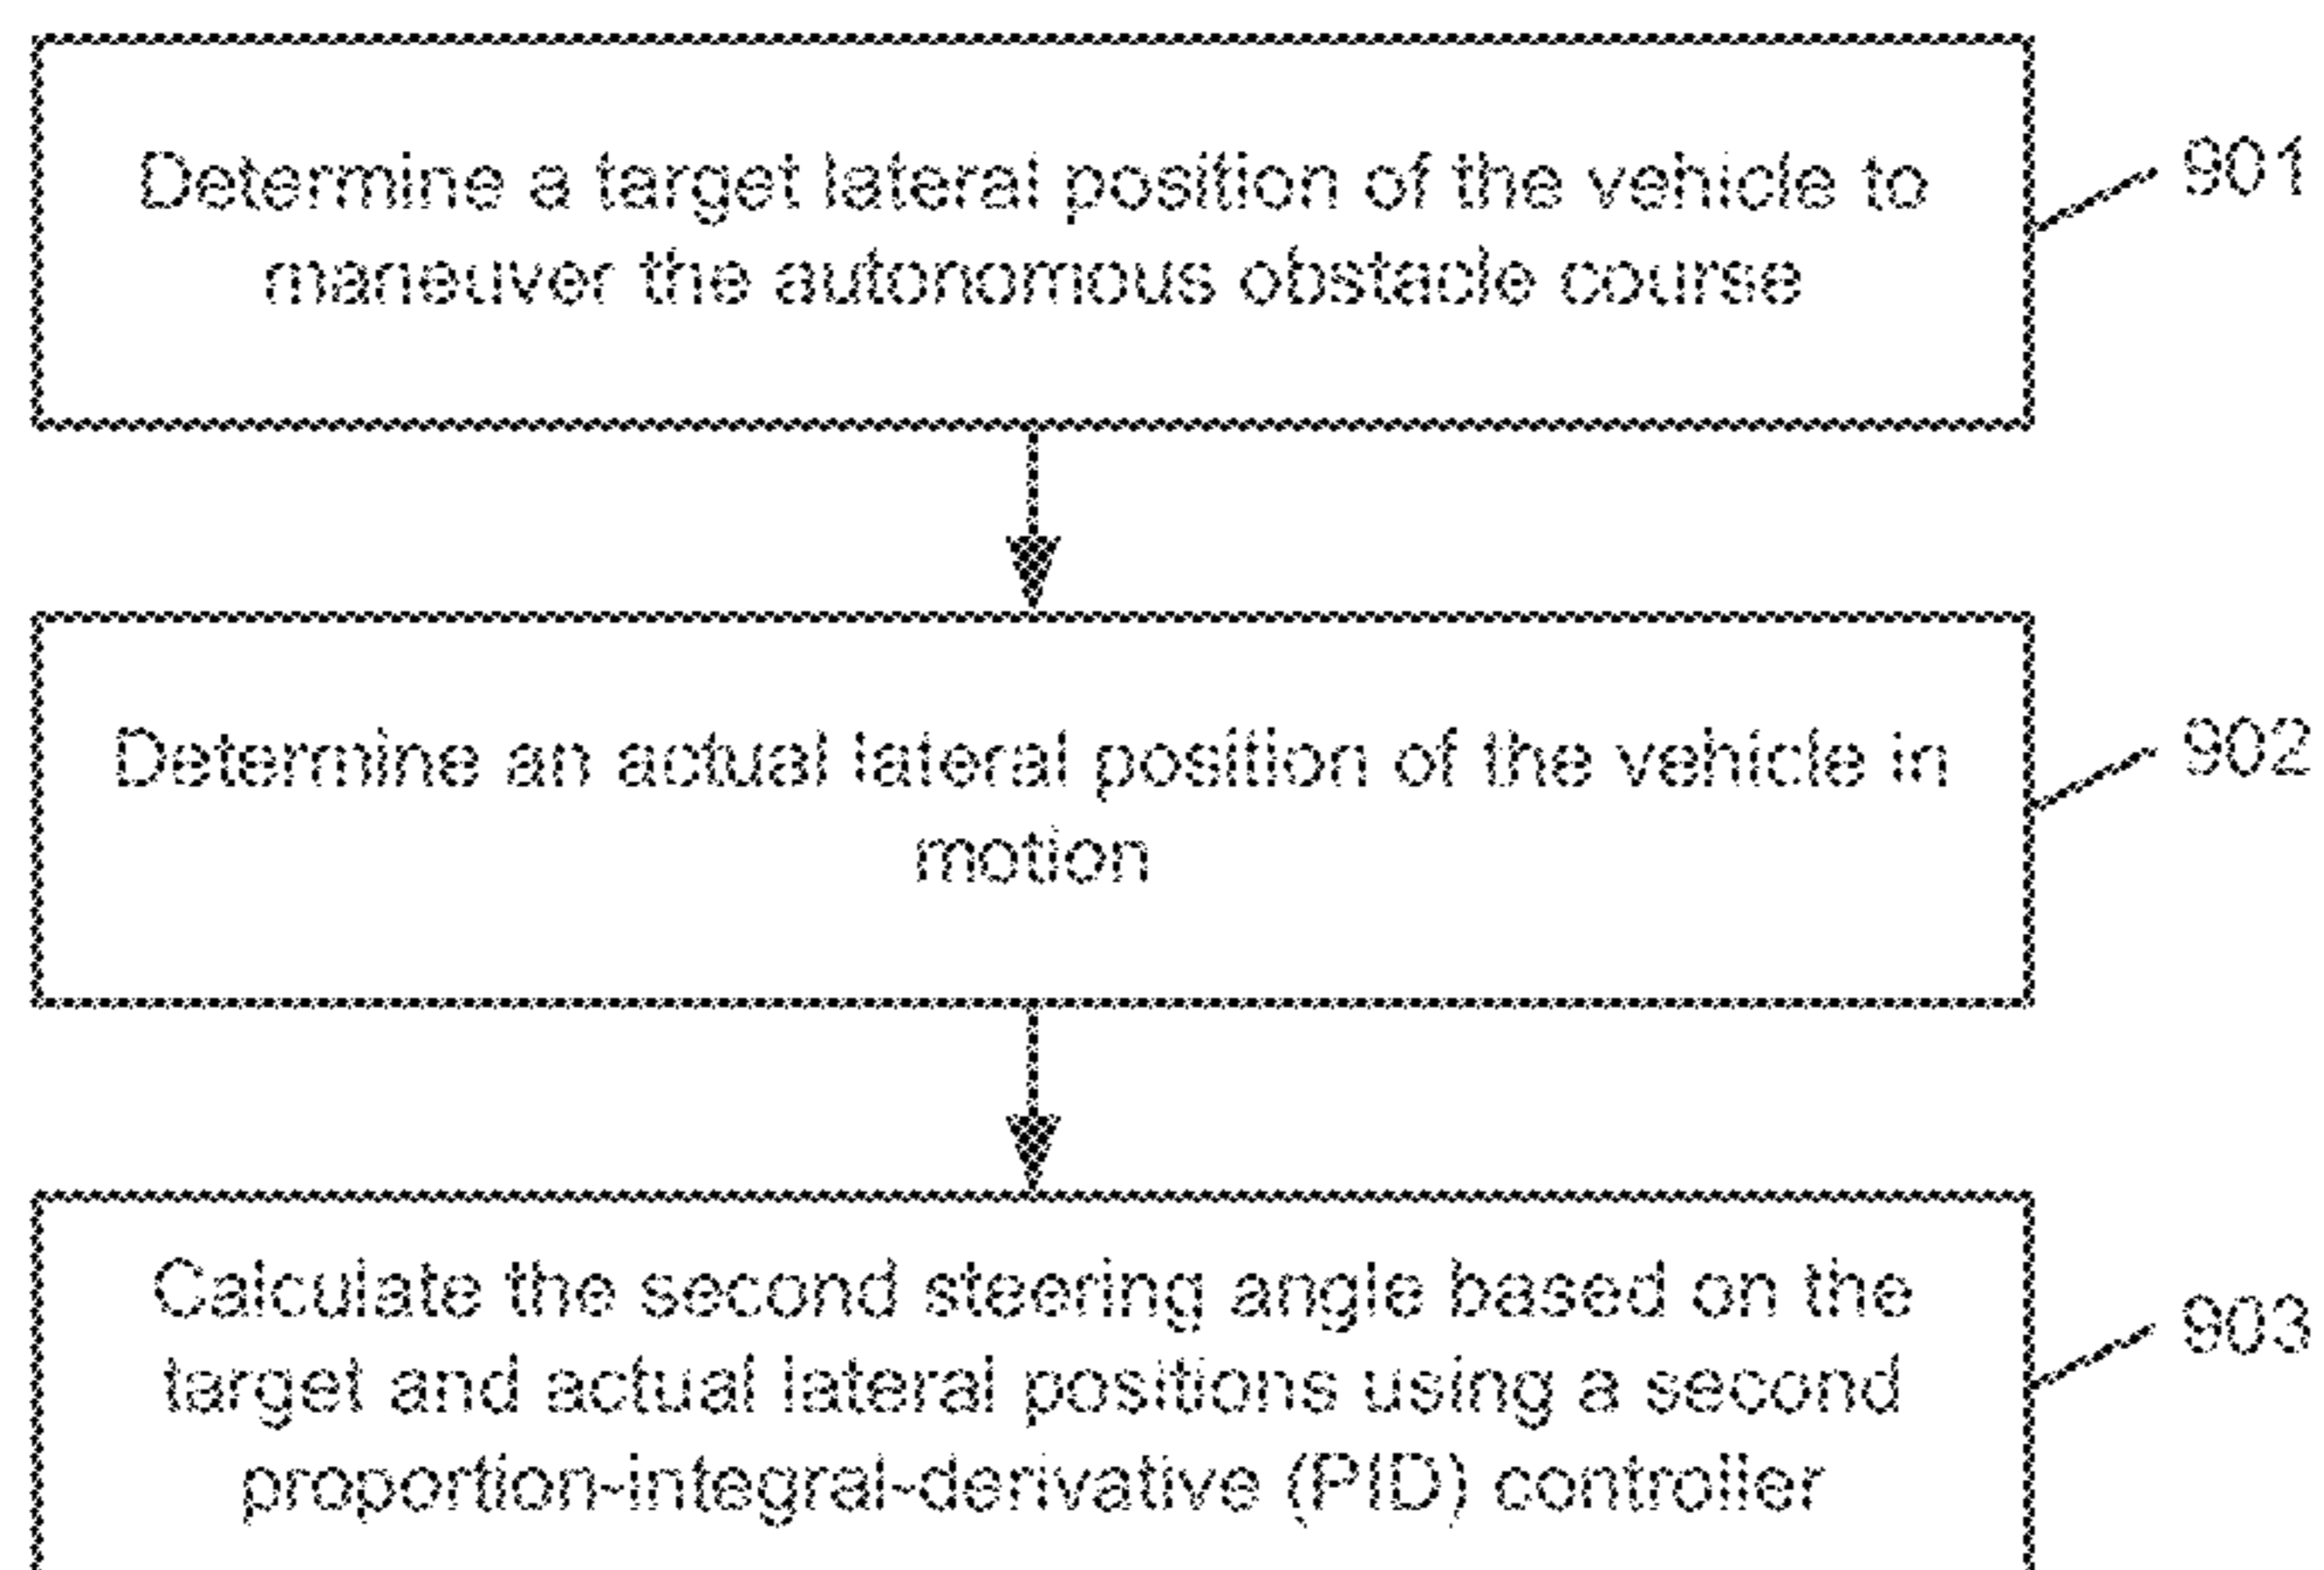 Determine a target lateral position of the vehicle to
maneuver the autonomous obstacle course
901
Determine an actual lateral position of the vehicle in
motion
902
Calculate the second steering angle based on the
target and actual lateral positions using a second
proportion-integral-derivative (PID) controller
903